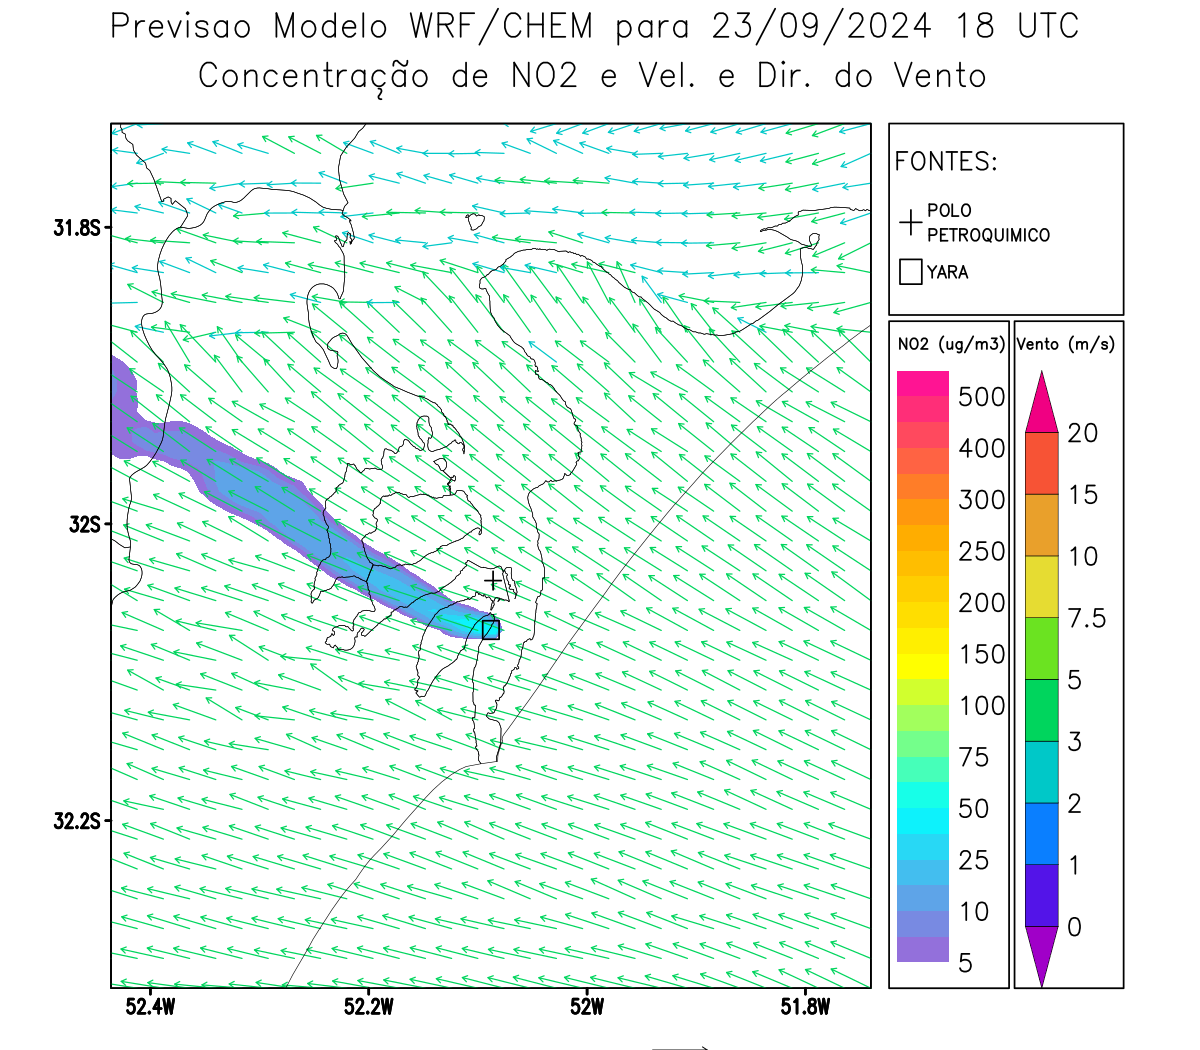 Previsao Modelo WRF/CHEM para 23/09/2024 18 UTC
Concentração de NO2 e Vel. e Dir. do Vento
FONTES:
POLO
PETROQUIMICO
YARA
31.8S
32S
32.2S
52.4W
52.2W
52W
51.8W
NO2 (ug/m3)
500
400
300
250
200
150
100
75
50
25
10
5
Vento (m/s)
20
15
10
7.5
5
3
2
1
0